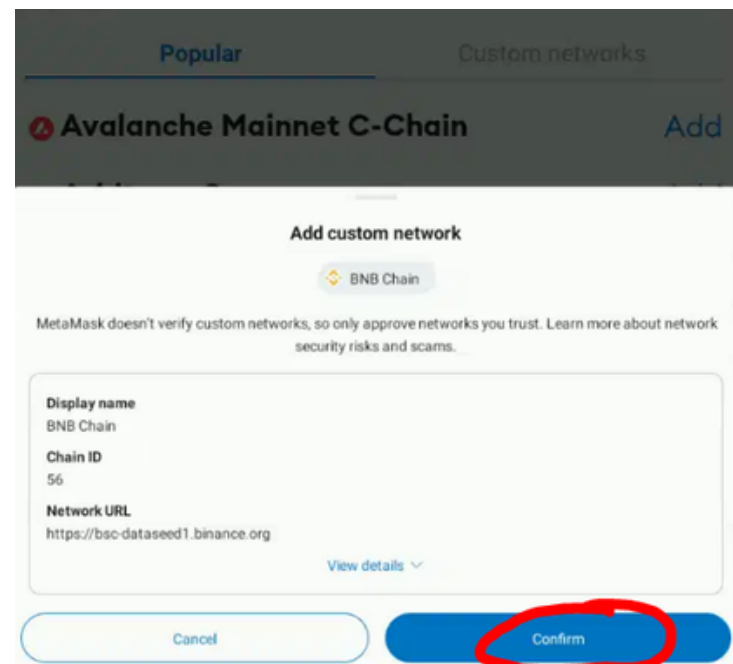 Popular Custom networks
Avalanche Mainnet C-Chain Add
Add custom network
BNB Chain
MetaMask doesn't verify custom networks, so only approve networks you trust. Learn more about network
security risks and scams.
Display name
BNB Chain
Chain ID
56
Network URL
https://bsc-dataseed1.binance.org
View details
Cancel Confirm